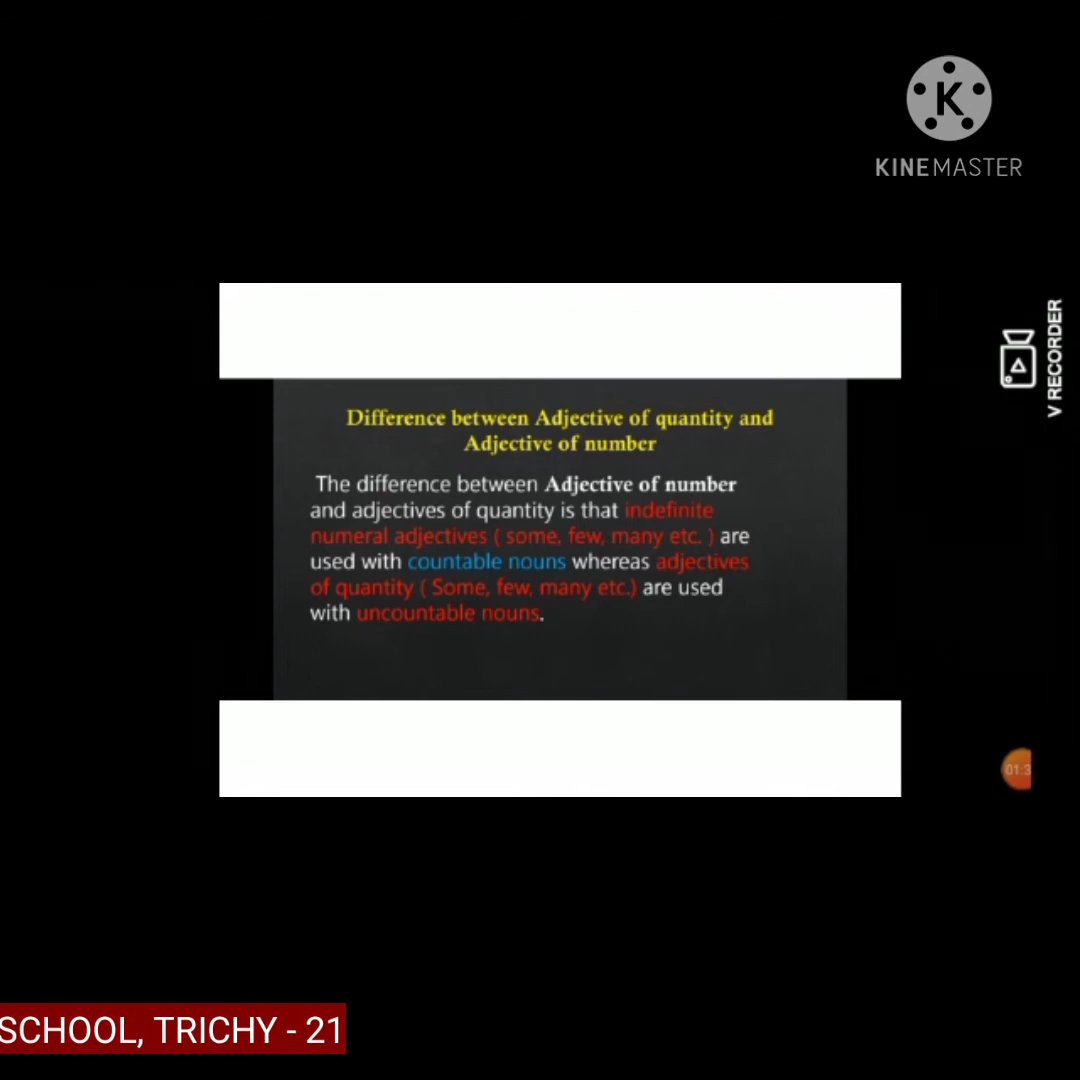 K
KINEMASTER
V RECORDER
Difference between Adjective of quantity and
Adjective of number
The difference between Adjective of number
and adjectives of quantity is that indefinite
numeral adjectives ( some, few, many etc. ) are
used with countable nouns whereas adjectives
of quantity ( Some, few, many etc.) are used
with uncountable nouns.
01:3
SCHOOL, TRICHY - 21